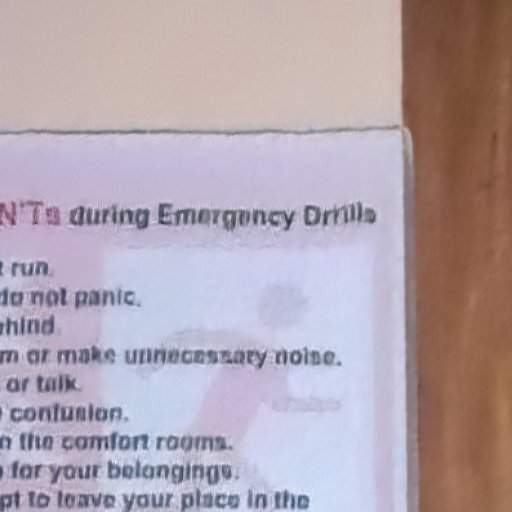 N'Ts during Emergency Drills
t run.
do not panic.
ehind.
m or make unnecessary noise.
or talk.
confusion.
n the comfort rooms.
for your belongings.
pt to leave your place in the